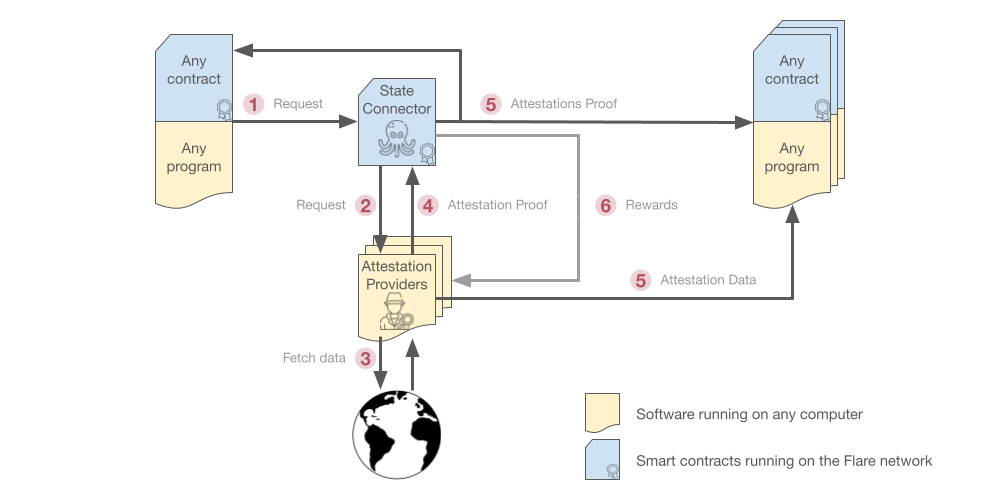 Any
contract
Any
program
1 Request
State
Connector
5 Attestations Proof
Any
contract
Any
program
Request 2
4 Attestation Proof
6 Rewards
Attestation
Providers
5 Attestation Data
Fetch data 3
Software running on any computer
Smart contracts running on the Flare network